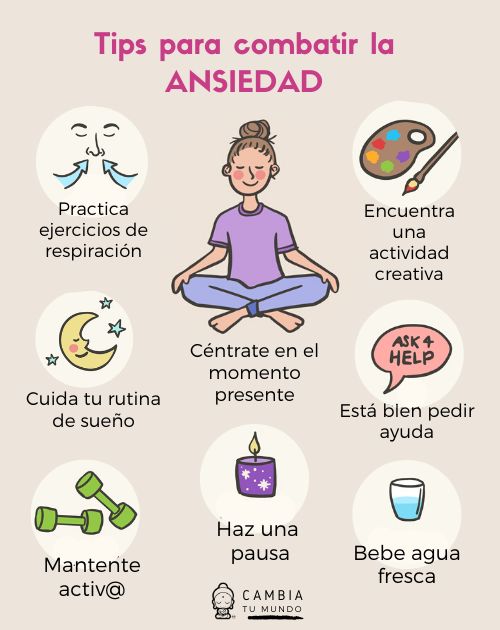 Tips para combatir la
ANSIEDAD
Practica
ejercicios de
respiración
Encuentra
una
actividad
creativa
Céntrate en el
momento
presente
Cuida tu rutina
de sueño
ASK 4
HELP
Está blen pedir
ayuda
Mantente
activ@
Haz una
pausa
Bebe agua
fresca
CAMBIA
TU MUNDO